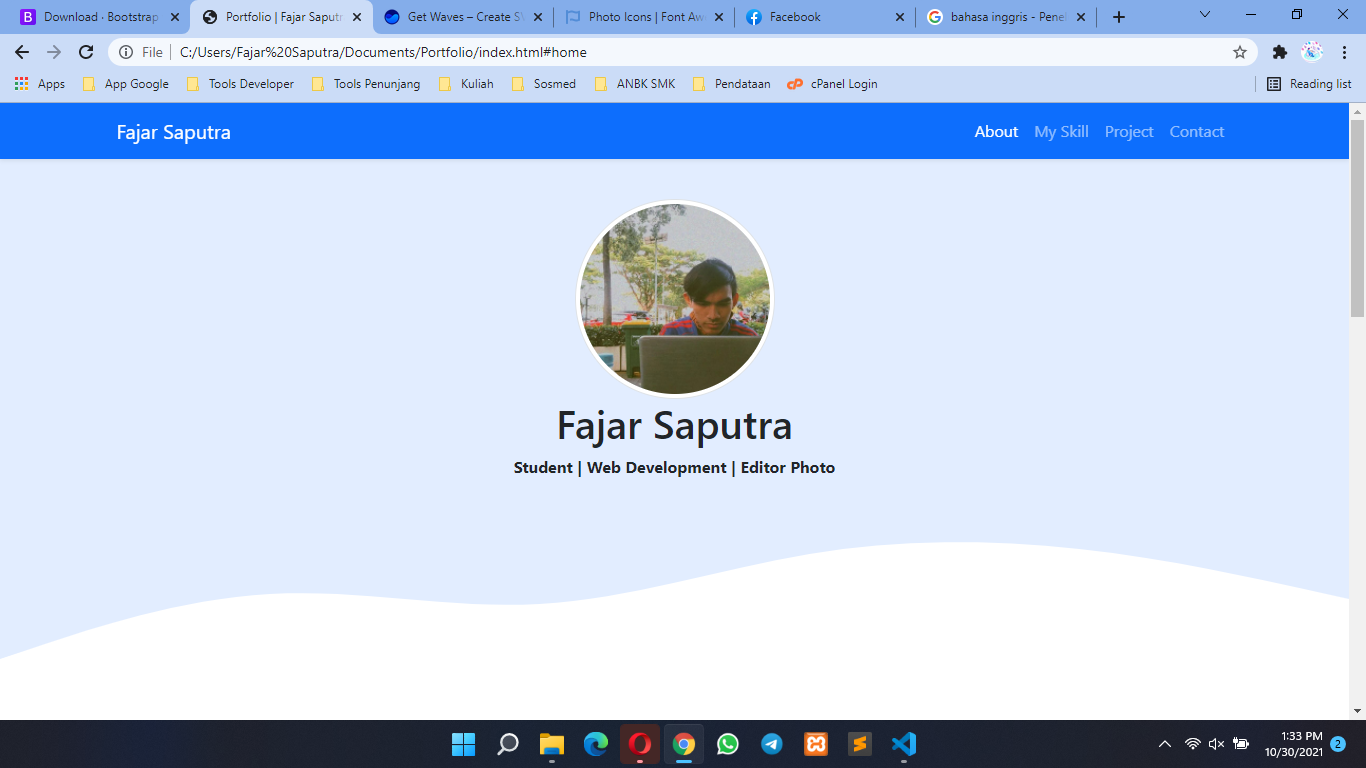 Download · Bootstrap
Portfolio | Fajar Saputr
Get Waves – Create S
Photo Icons | Font Aw
Facebook
bahasa inggris - Pene
File
C:/Users/Fajar%20Saputra/Documents/Portfolio/index.html#home
Apps
App Google
Tools Developer
Tools Penunjang
Kuliah
Sosmed
ANBK SMK
Pendataan
cPanel Login
Reading list
Fajar Saputra
About
My Skill
Project
Contact
Fajar Saputra
Student | Web Development | Editor Photo
1:33 PM
10/30/2021
2